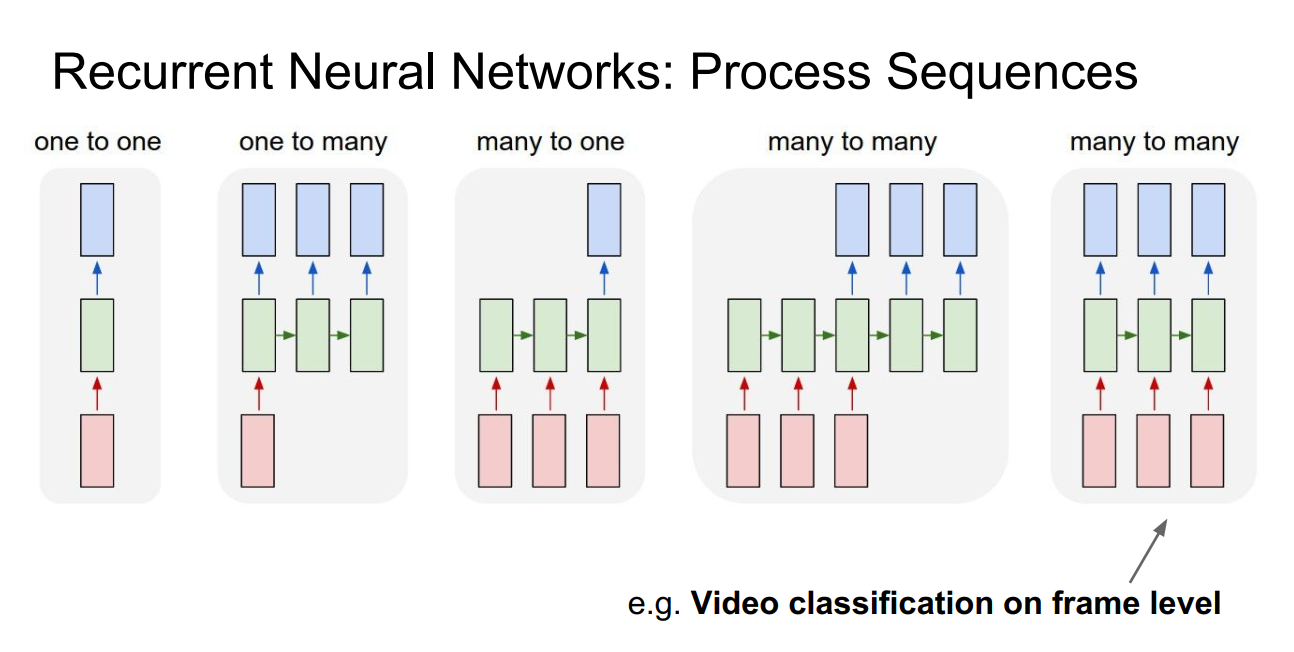 Recurrent Neural Networks: Process Sequences
one to one
one to many
many to one
many to many
many to many
e.g. Video classification on frame level